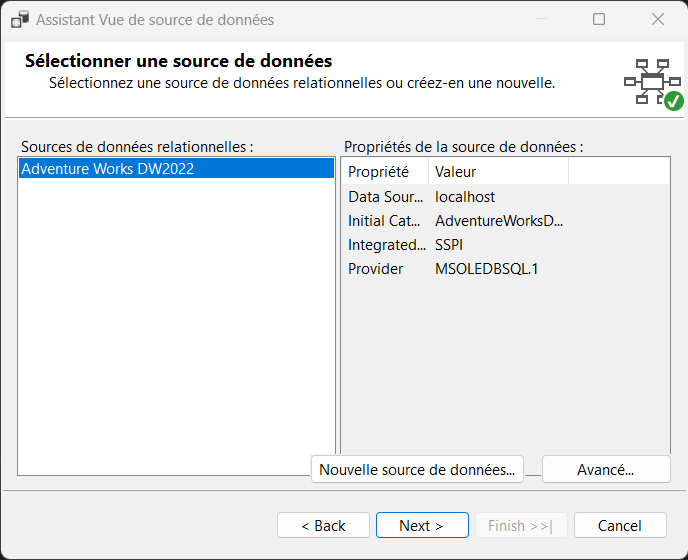 Assistant Vue de source de données
Sélectionner une source de données
Sélectionnez une source de données relationnelles ou créez-en une nouvelle.
Sources de données relationnelles :
Adventure Works DW2022
Propriétés de la source de données :
Propriété Valeur
Data Sour... localhost
Initial Cat... AdventureWorksD...
Integrated... SSPI
Provider MSOLEDBSQL.1
Nouvelle source de données... Avancé...
< Back Next > Finish >>| Cancel